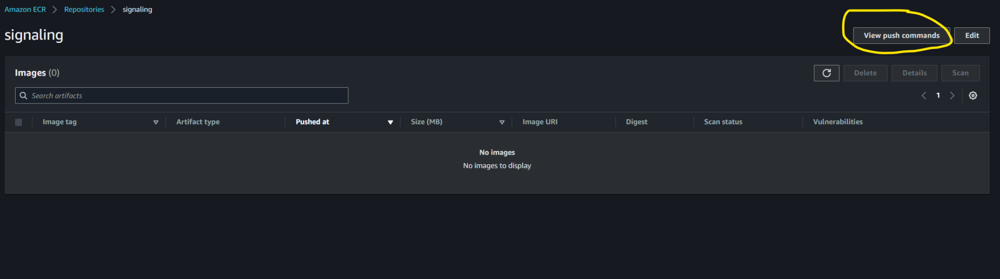 Amazon ECR > Repositories > signaling
signaling
View push commands
Edit
Images (0)
Delete
Details
Scan
Search artifacts
1
Image tag
Artifact type
Pushed at
Size (MB)
Image URI
Digest
Scan status
Vulnerabilities
No images
No images to display